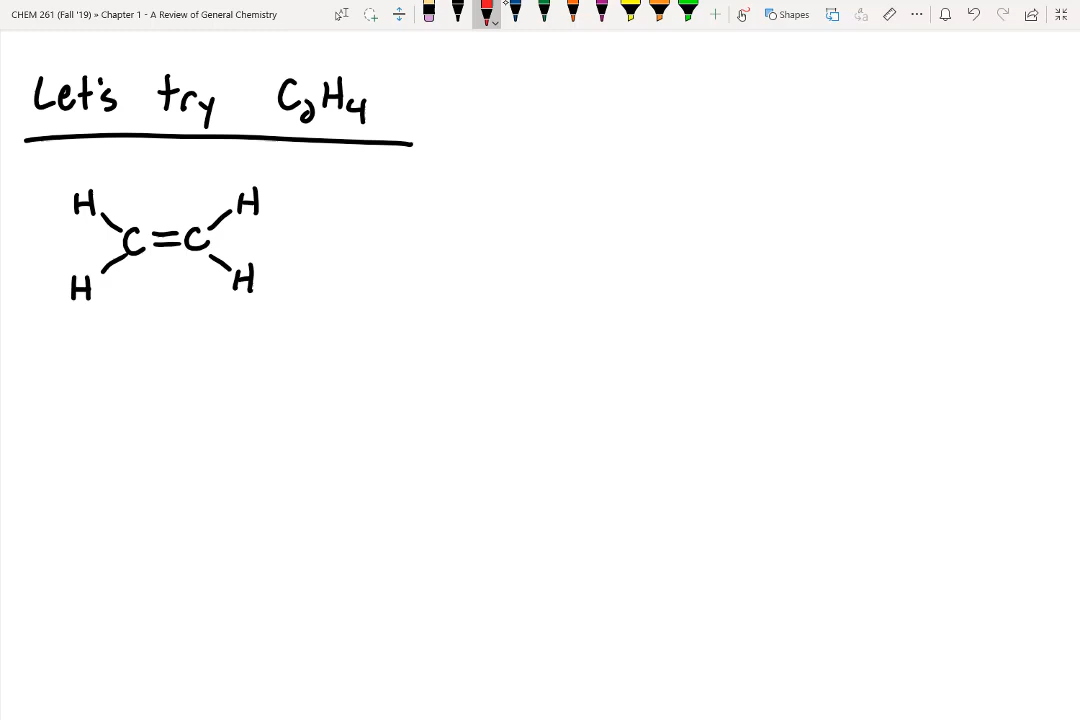 CHEM 261 (Fall '19) » Chapter 1 - A Review of General Chemistry
Shapes
Let's try C₂H₄
H H
C=C
H H